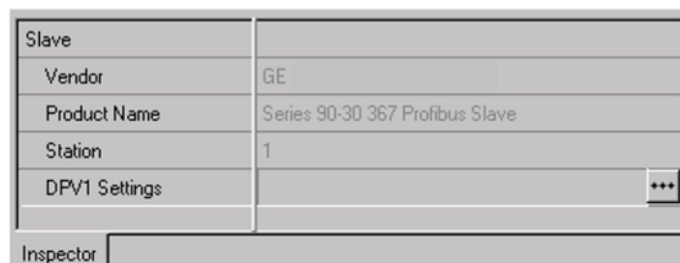 Slave
Vendor GE
Product Name Series 90-30 367 Profibus Slave
Station 1
DPV1 Settings
Inspector